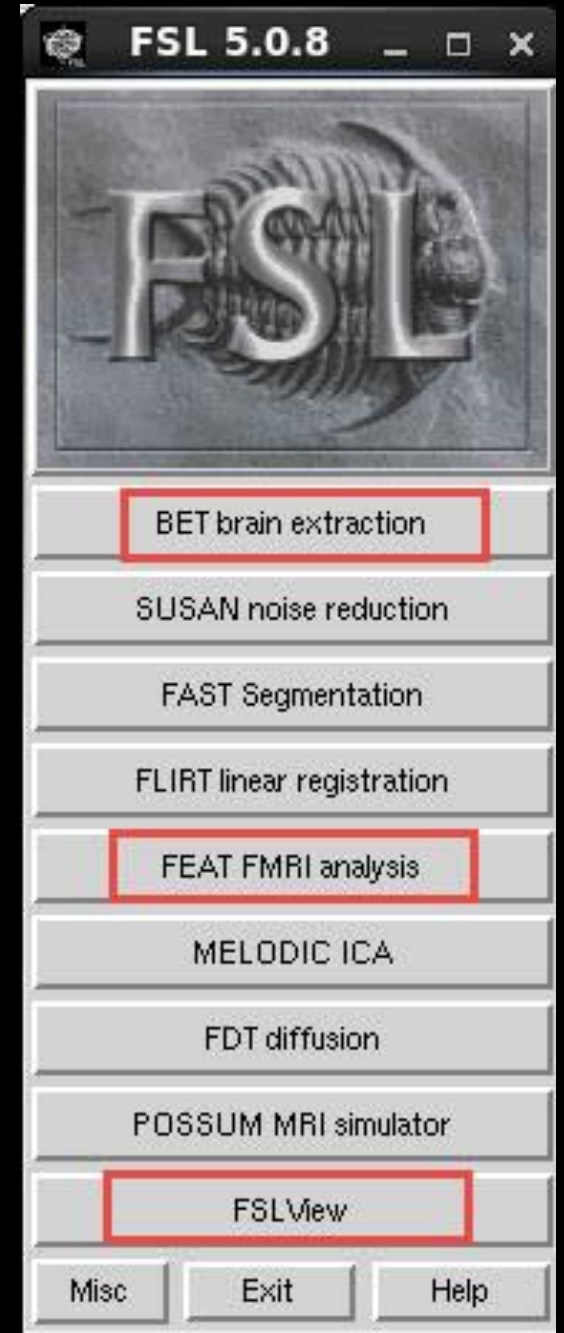 FSL 5.0.8
FSL
BET brain extraction
SUSAN noise reduction
FAST Segmentation
FLIRT linear registration
FEAT FMRI analysis
MELODIC ICA
FDT diffusion
POSSUM MRI simulator
FSLView
Misc Exit Help